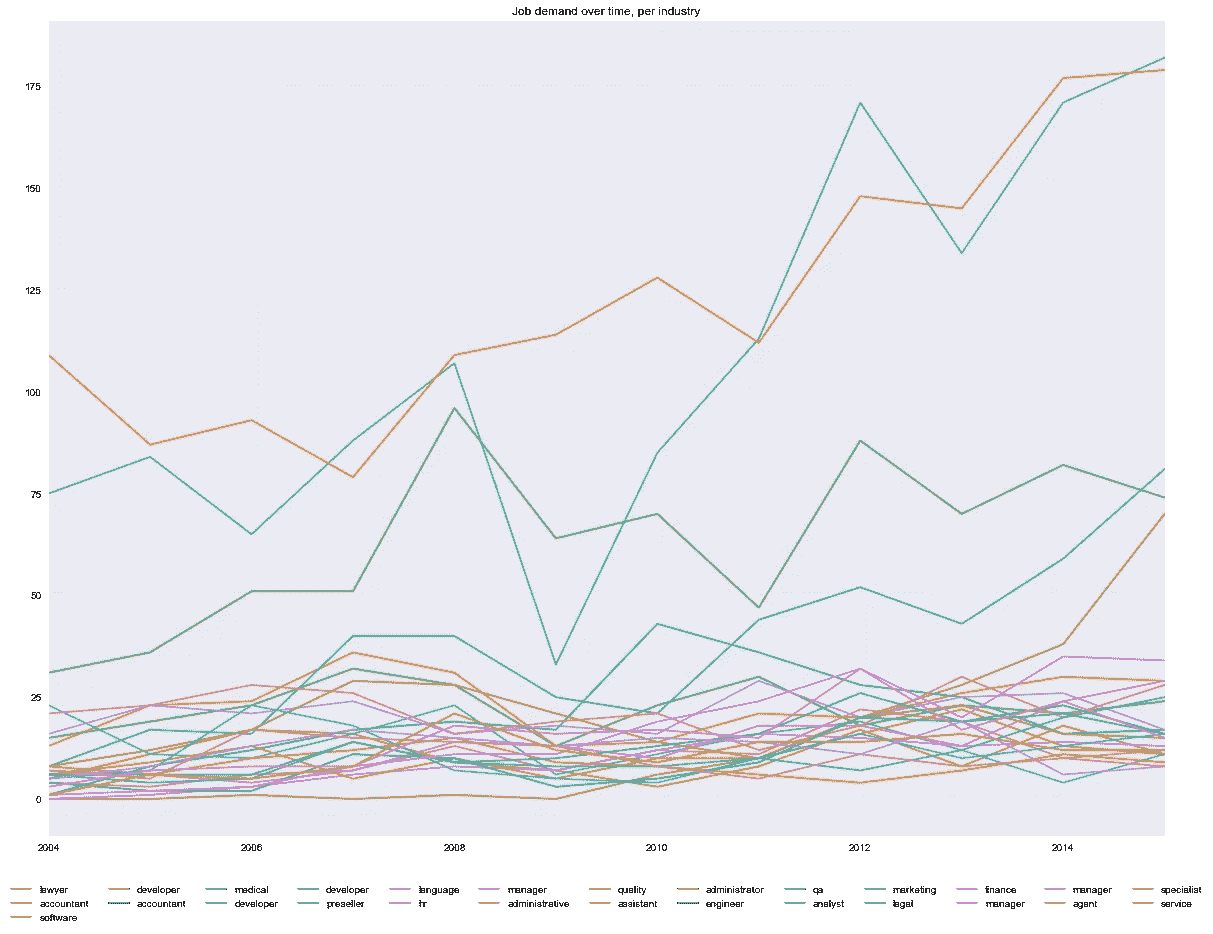 Job demand over time, per industry
175
150
125
100
75
50
25
0
2004 2006 2008 2010 2012 2014
lawyer developer medical developer language manager quality administrator qa marketing finance manager specialist
accountant accountant developer preseller hr administrative assistant engineer analyst legal manager agent service
software